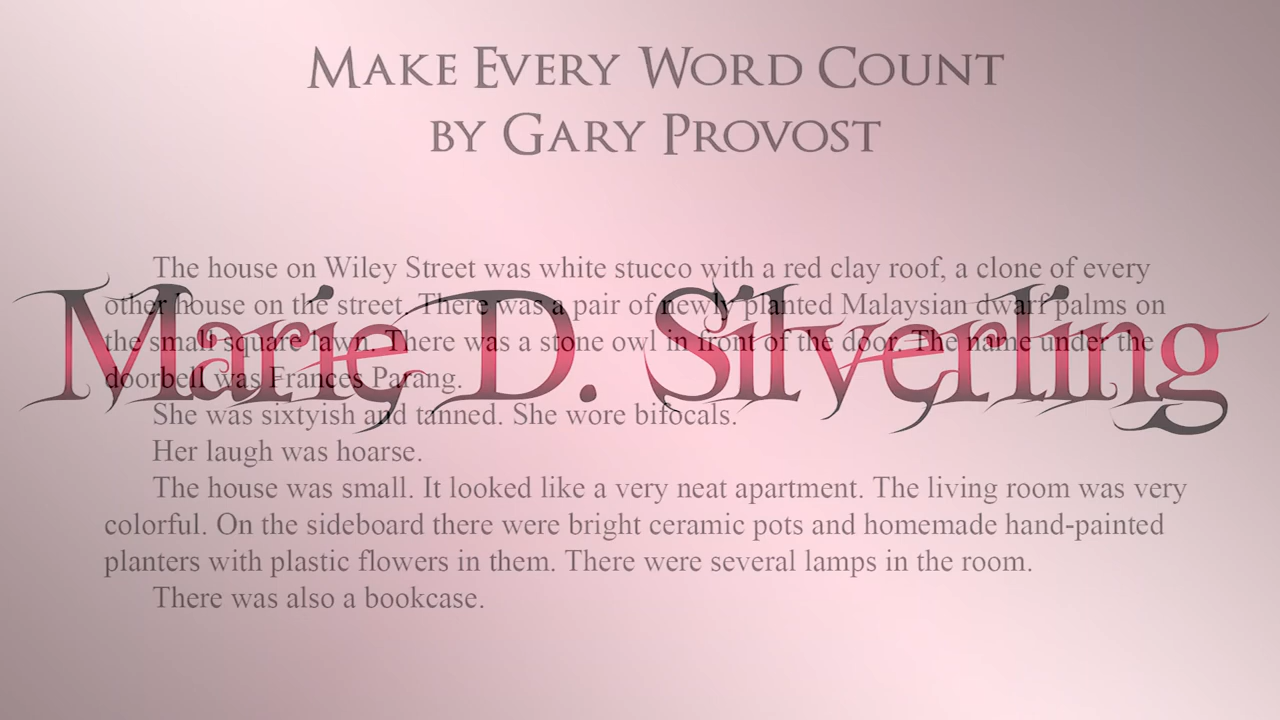 MAKE EVERY WORD COUNT
BY GARY PROVOST
The house on Wiley Street was white stucco with a red clay roof, a clone of every
other house on the street. There was a pair of newly planted Malaysian dwarf palms on
Marie D. Silverling
the small square lawn. There was a stone owl in front of the door. The name under the
doorbell was Frances Parang.
She was sixtyish and tanned. She wore bifocals.
Her laugh was hoarse.
The house was small. It looked like a very neat apartment. The living room was very
colorful. On the sideboard there were bright ceramic pots and homemade hand-painted
planters with plastic flowers in them. There were several lamps in the room.
There was also a bookcase.